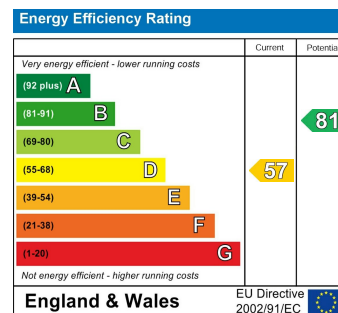 Energy Efficiency Rating
Current Potentia
Very energy efficient - lower running costs
(92 plus) A
(81-91) B
81
(69-80) C
(55-68) D
57
(39-54) E
(21-38) F
(1-20) G
Not energy efficient - higher running costs
England & Wales
EU Directive
2002/91/EC